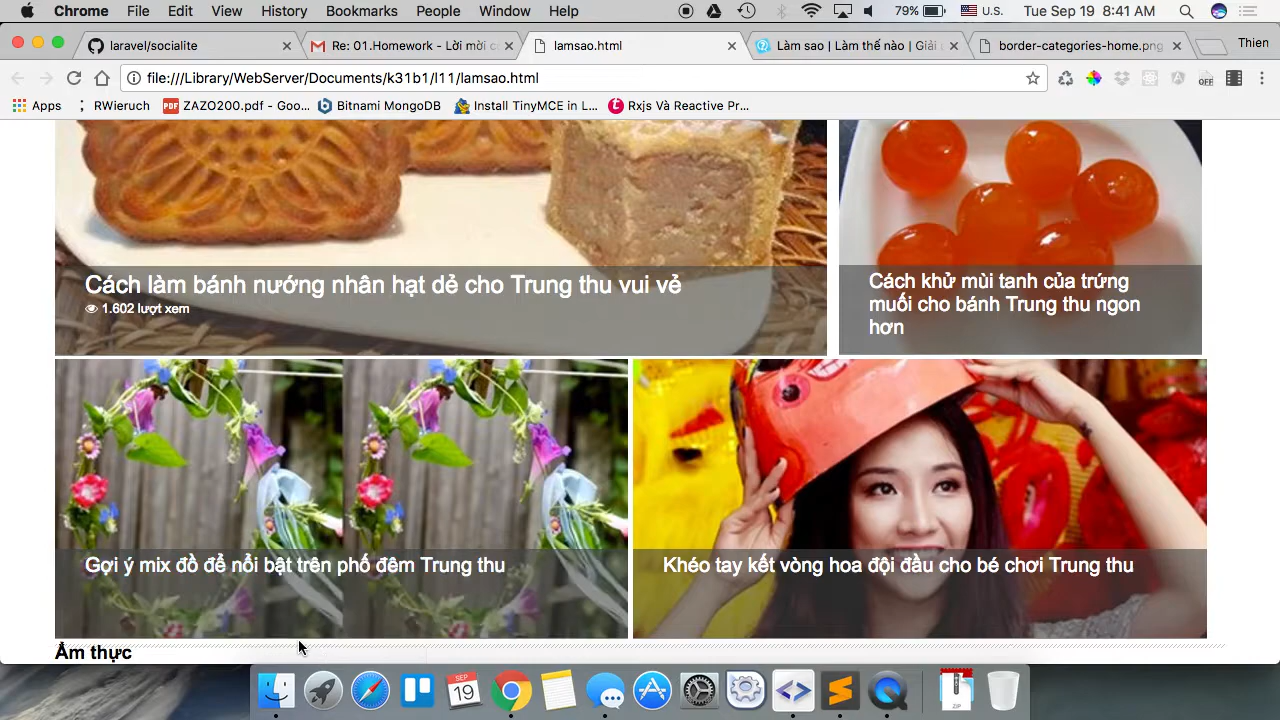 Chrome File Edit View History Bookmarks People Window Help 79% U.S. Tue Sep 19 8:41 AM
laravel/socialite
Re: 01.Homework - Lời mời c
lamsao.html
Làm sao | Làm thế nào | Giải
border-categories-home.png
Thien
file:///Library/WebServer/Documents/k31b1/l11/lamsao.html
OFF
Apps
RWieruch
PDF ZAZO200.pdf - Goo...
Bitnami MongoDB
Install TinyMCE in L...
Rxjs Và Reactive Pr...
Cách làm bánh nướng nhân hạt dẻ cho Trung thu vui vẻ
1.602 lượt xem
Cách khử mùi tanh của trứng
muối cho bánh Trung thu ngon
hơn
Gợi ý mix đồ để nổi bật trên phố đêm Trung thu
Khéo tay kết vòng hoa đội đầu cho bé chơi Trung thu
Ẩm thực
SEP
19
ZIP